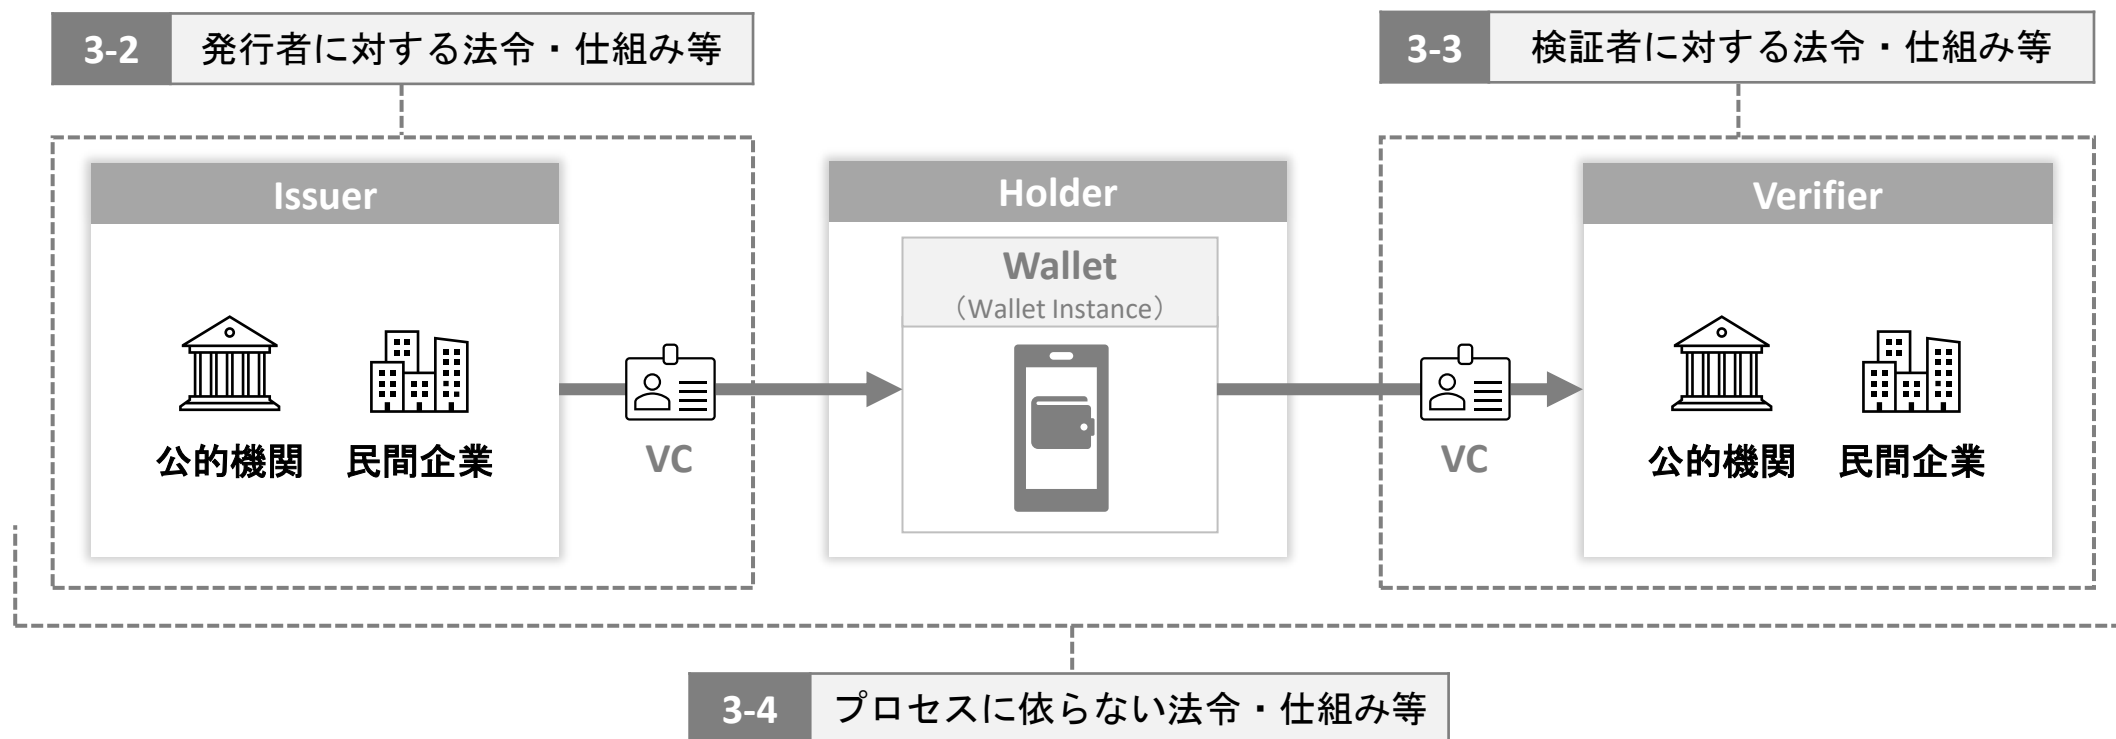 3-2 発行者に対する法令・仕組み等
3-3 検証者に対する法令・仕組み等
Issuer
公的機関 民間企業
VC
Holder
Wallet
（Wallet Instance）
VC
Verifier
公的機関 民間企業
3-4 プロセスに依らない法令・仕組み等